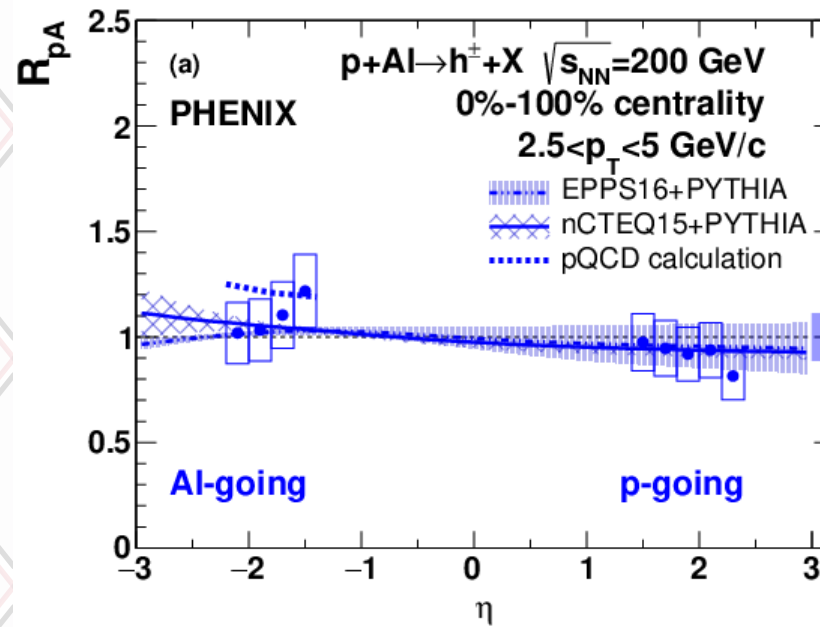 R_pA
2.5
2
1.5
1
0.5
0
(a)
p+Al→h±+X √s_NN=200 GeV
PHENIX
0%-100% centrality
2.5<p_T<5 GeV/c
EPPS16+PYTHIA
nCTEQ15+PYTHIA
pQCD calculation
Al-going
p-going
−3 −2 −1 0 1 2 3
η